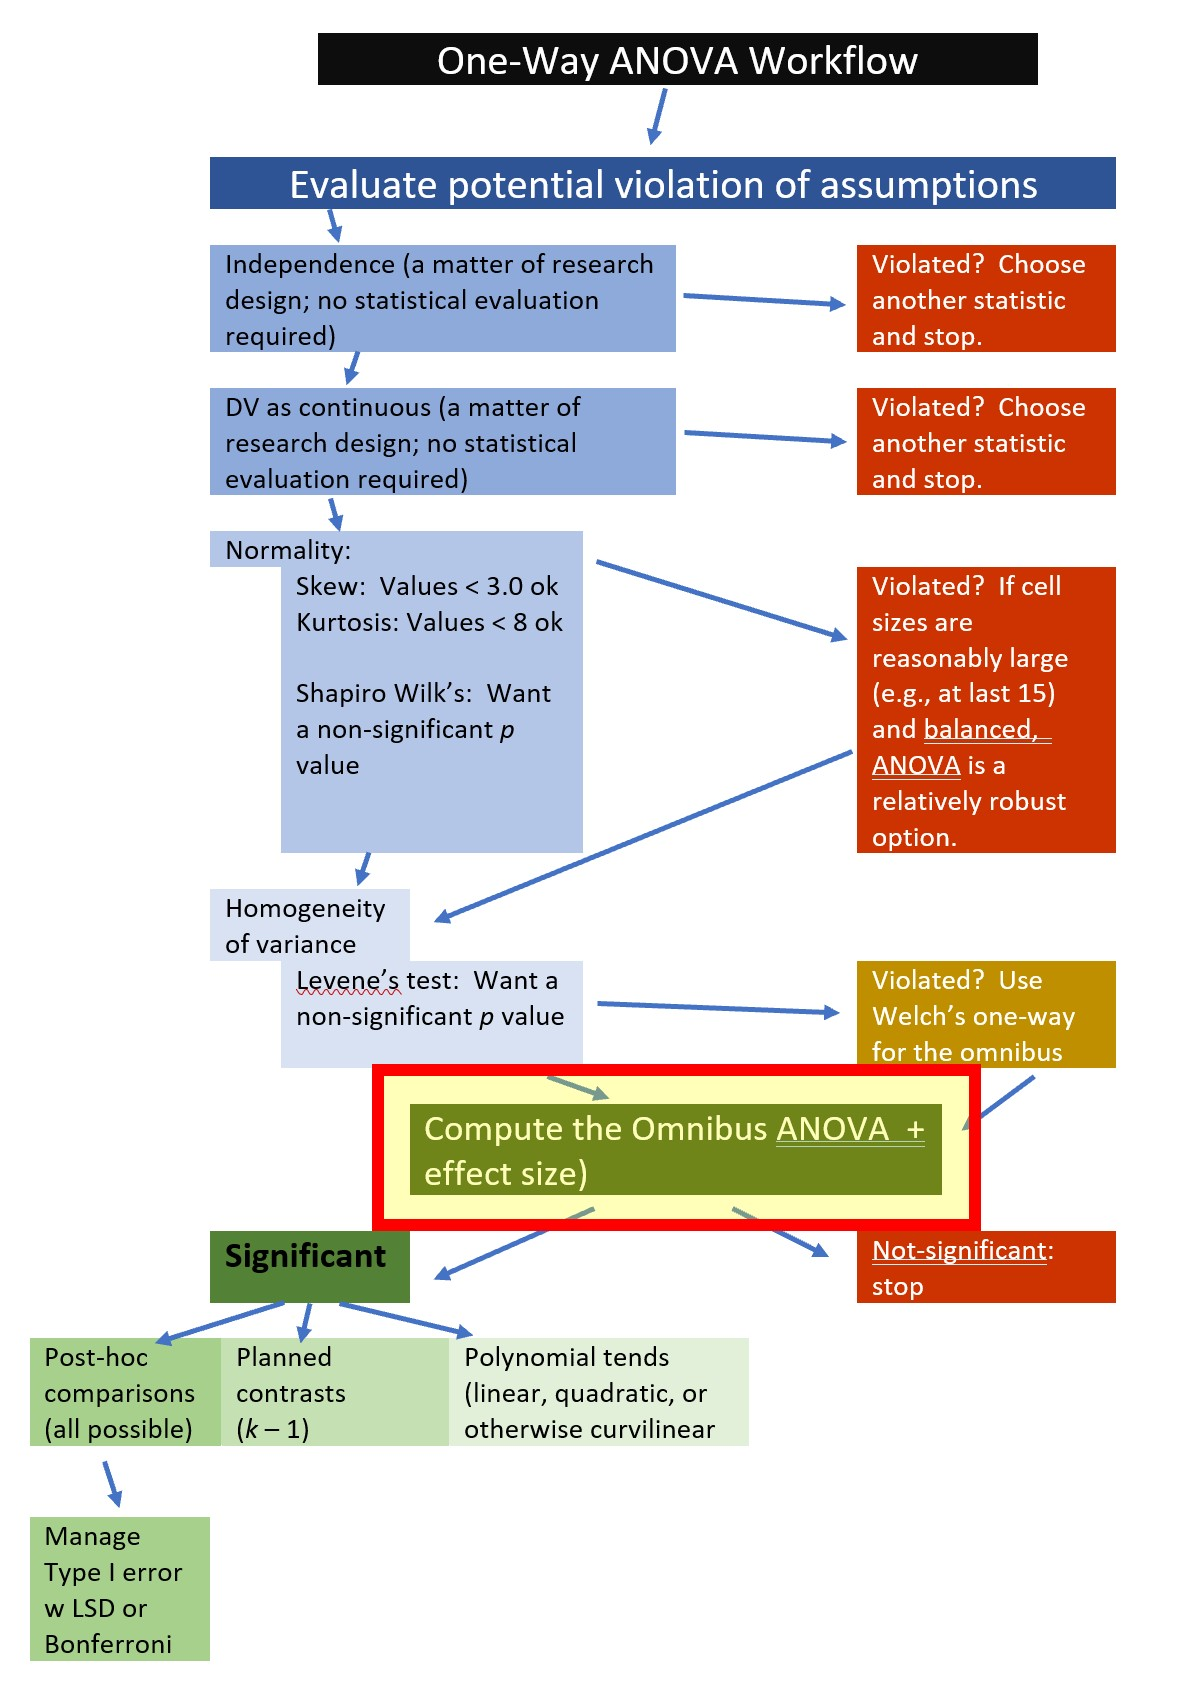 One-Way ANOVA Workflow
Evaluate potential violation of assumptions
Independence (a matter of research
design; no statistical evaluation
required)
Violated?  Choose
another statistic
and stop.
DV as continuous (a matter of
research design; no statistical
evaluation required)
Violated?  Choose
another statistic
and stop.
Normality:
Skew:  Values < 3.0 ok
Kurtosis: Values < 8 ok
Shapiro Wilk’s:  Want
a non-significant p
value
Violated?  If cell
sizes are
reasonably large
(e.g., at last 15)
and balanced,
ANOVA is a
relatively robust
option.
Homogeneity
of variance
Levene’s test:  Want a
non-significant p value
Violated?  Use
Welch’s one-way
for the omnibus
Compute the Omnibus ANOVA  +
effect size)
Significant
Not-significant:
stop
Post-hoc
comparisons
(all possible)
Planned
contrasts
(k – 1)
Polynomial tends
(linear, quadratic, or
otherwise curvilinear
Manage
Type I error
w LSD or
Bonferroni